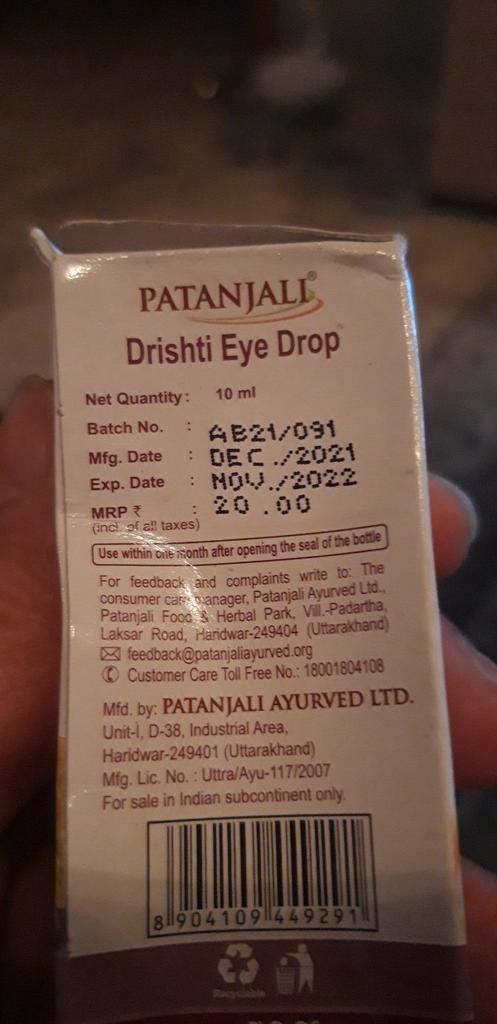 PATANJALI®
Drishti Eye Drop
Net Quantity : 10 ml
Batch No. : AB21/091
Mfg. Date : DEC./2021
Exp. Date : NOV./2022
MRP ₹ : 20.00
(incl. of all taxes)
Use within one month after opening the seal of the bottle
For feedback and complaints write to: The
consumer care manager, Patanjali Ayurved Ltd.,
Patanjali Food & Herbal Park, Vill.-Padartha,
Laksar Road, Haridwar-249404 (Uttarakhand)
feedback@patanjaliayurved.org
Customer Care Toll Free No.: 18001804108
Mfd. by: PATANJALI AYURVED LTD.
Unit-I, D-38, Industrial Area,
Haridwar-249401 (Uttarakhand)
Mfg. Lic. No. : Uttra/Ayu-117/2007
For sale in Indian subcontinent only.
8 904109 449291
Recyclable